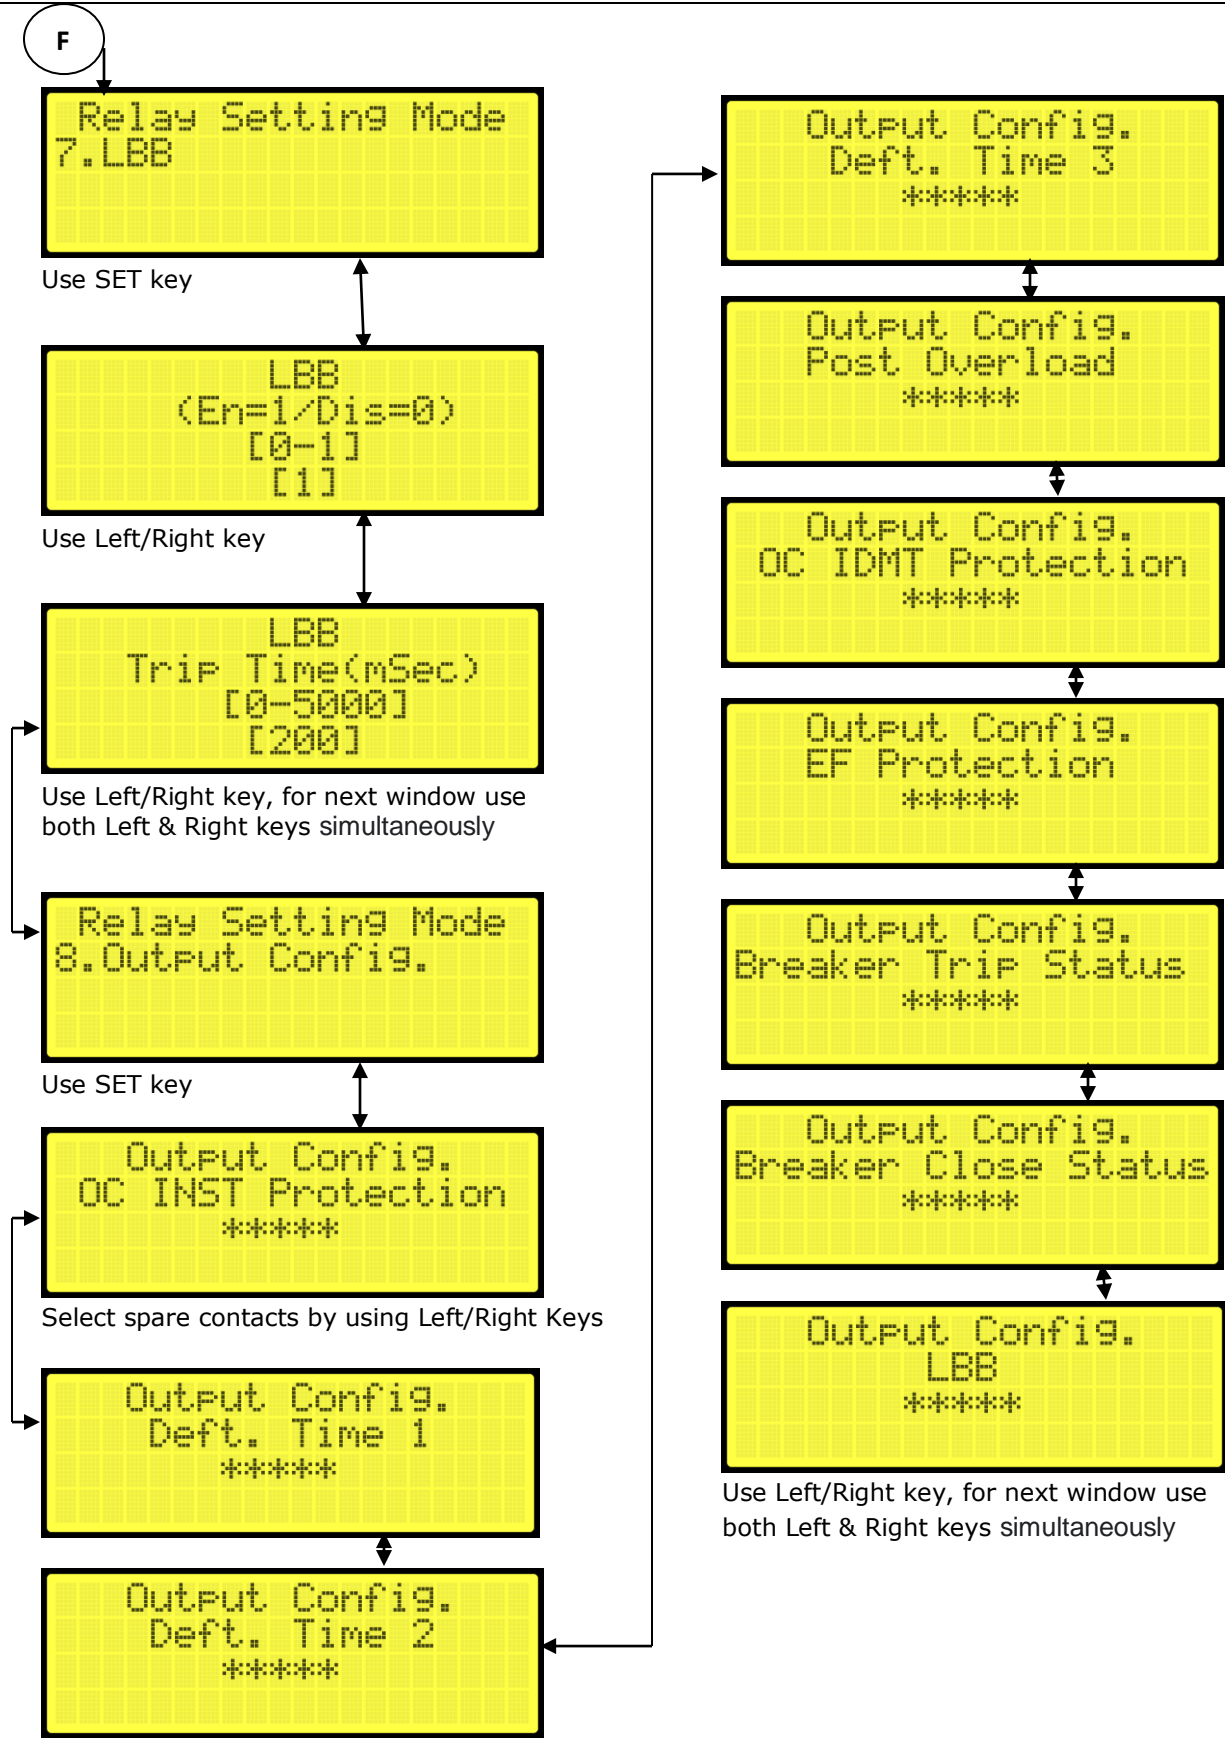 F
Relay Setting Mode
7.LBB
Use SET key
LBB
(En=1/Dis=0)
[0-1]
[1]
Use Left/Right key
LBB
Trip Time(mSec)
[0-5000]
[200]
Use Left/Right key, for next window use
both Left & Right keys simultaneously
Relay Setting Mode
8.Output Config.
Use SET key
Output Config.
OC INST Protection
*****
Select spare contacts by using Left/Right Keys
Output Config.
Deft. Time 1
*****
Output Config.
Deft. Time 2
*****
Output Config.
Deft. Time 3
*****
Output Config.
Post Overload
*****
Output Config.
OC IDMT Protection
*****
Output Config.
EF Protection
*****
Output Config.
Breaker Trip Status
*****
Output Config.
Breaker Close Status
*****
Output Config.
LBB
*****
Use Left/Right key, for next window use
both Left & Right keys simultaneously